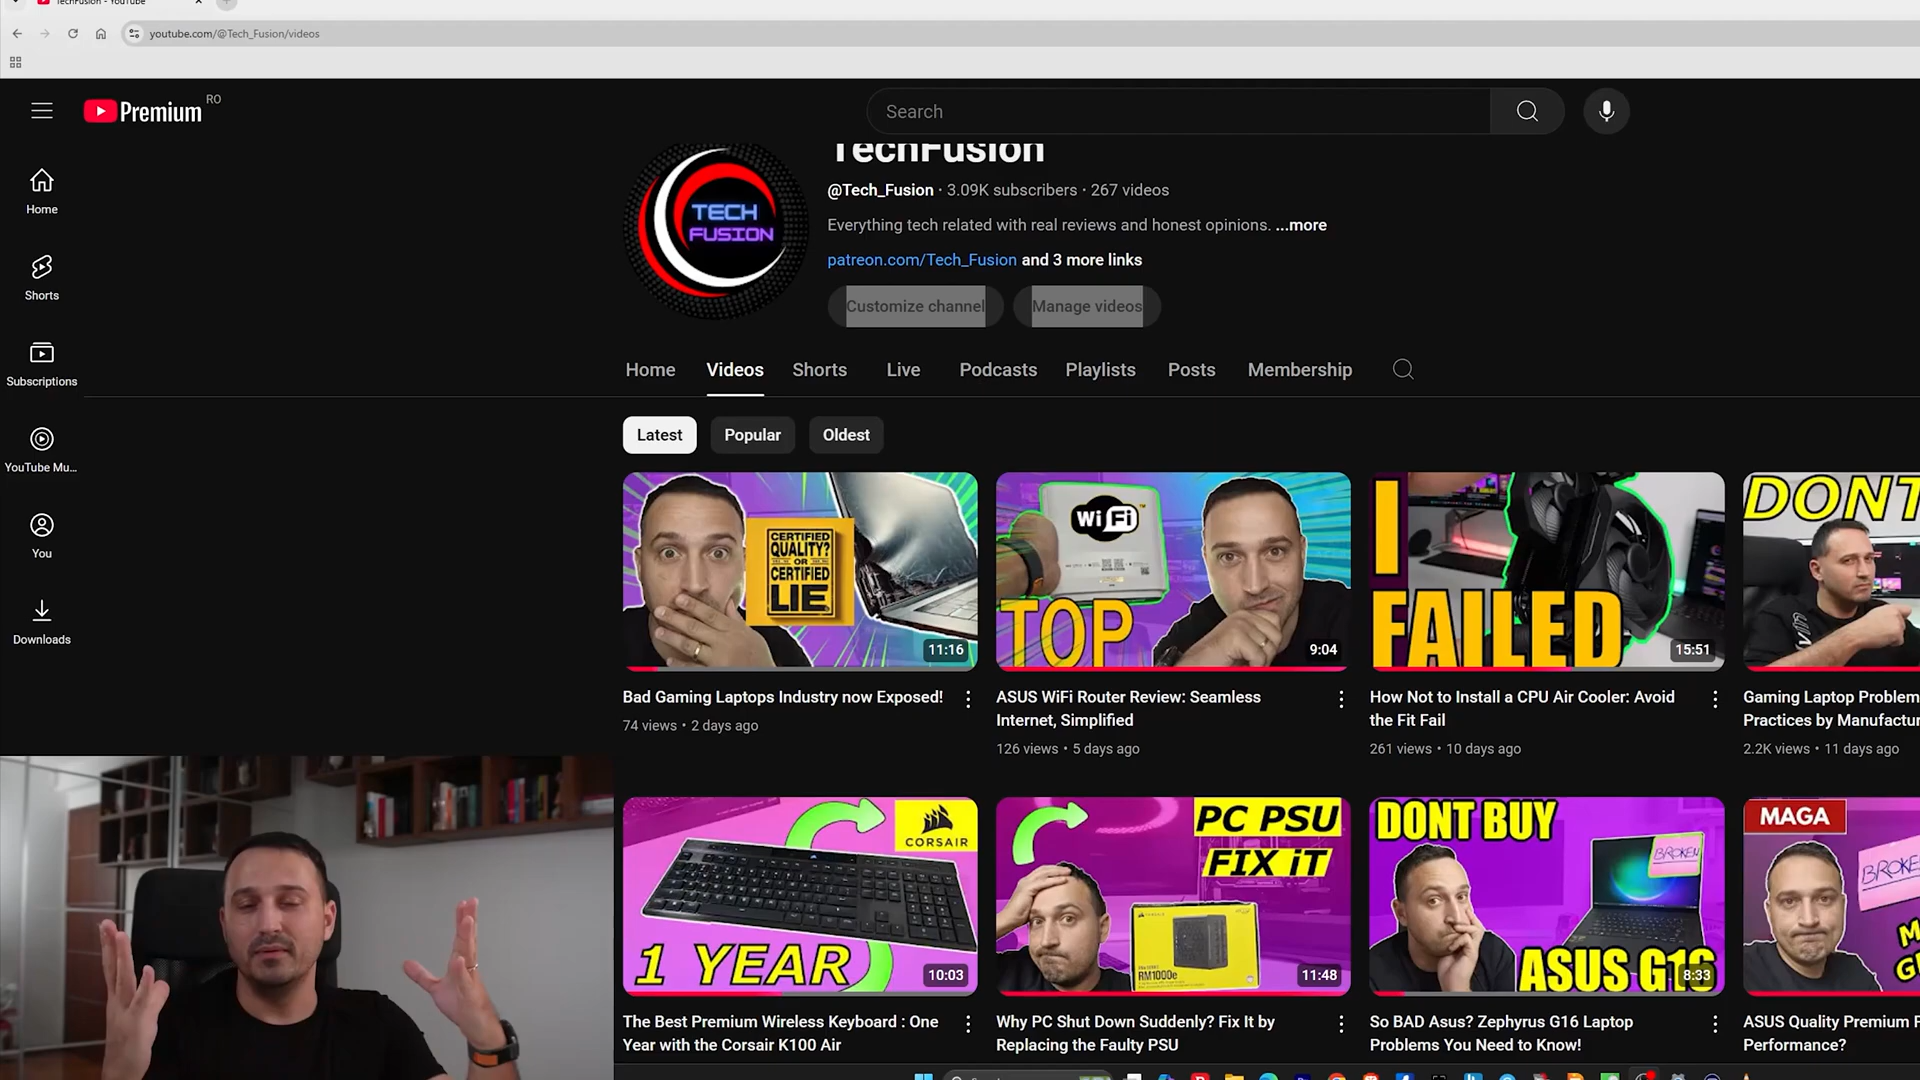 TechFusion - YouTube
youtube.com/@Tech_Fusion/videos
Premium RO
Search
TechFusion
@Tech_Fusion · 3.09K subscribers · 267 videos
Everything tech related with real reviews and honest opinions. ...more
patreon.com/Tech_Fusion and 3 more links
Customize channel Manage videos
TECH
FUSION
Home
Shorts
Subscriptions
YouTube Mu...
You
Downloads
Home Videos Shorts Live Podcasts Playlists Posts Membership
Latest Popular Oldest
CERTIFIED
QUALITY?
OR
CERTIFIED
LIE
11:16
Bad Gaming Laptops Industry now Exposed!
74 views • 2 days ago
WiFi
TOP
9:04
ASUS WiFi Router Review: Seamless
Internet, Simplified
126 views • 5 days ago
I
FAILED
15:51
How Not to Install a CPU Air Cooler: Avoid
the Fit Fail
261 views • 10 days ago
DONT
Gaming Laptop Problem
Practices by Manufactur
2.2K views • 11 days ago
CORSAIR
1 YEAR
10:03
The Best Premium Wireless Keyboard : One
Year with the Corsair K100 Air
PC PSU
FIX iT
RM1000e
11:48
Why PC Shut Down Suddenly? Fix It by
Replacing the Faulty PSU
DONT BUY
BROKEN
ASUS G16
8:33
So BAD Asus? Zephyrus G16 Laptop
Problems You Need to Know!
MAGA
BROKE
M
G
ASUS Quality Premium P
Performance?